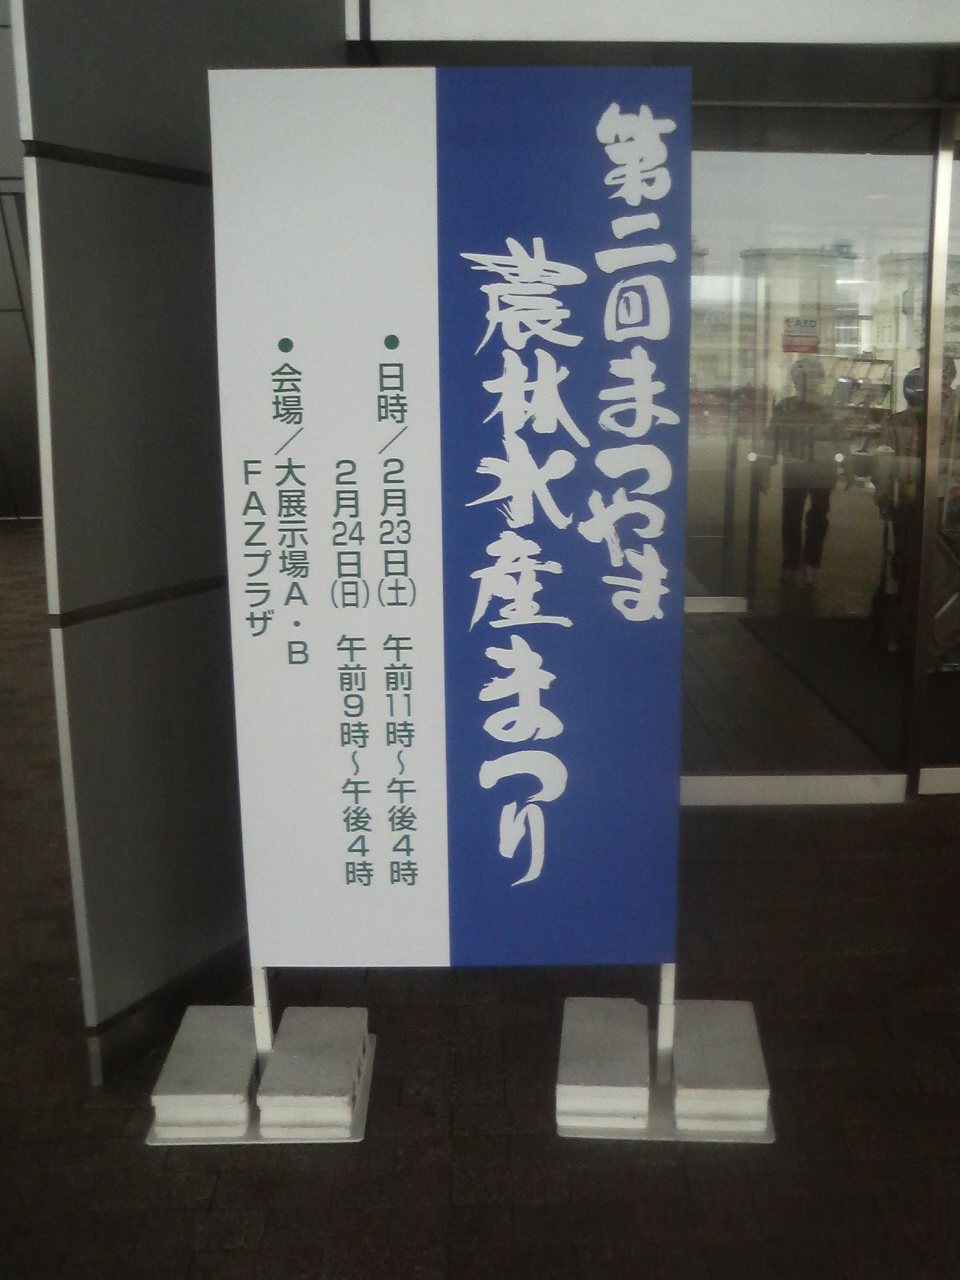 第二回まつやま
農林水産まつり
●日時／2月23日(土) 午前11時～午後4時
2月24日(日) 午前9時～午後4時
●会場／大展示場A・B
FAZプラザ
AED